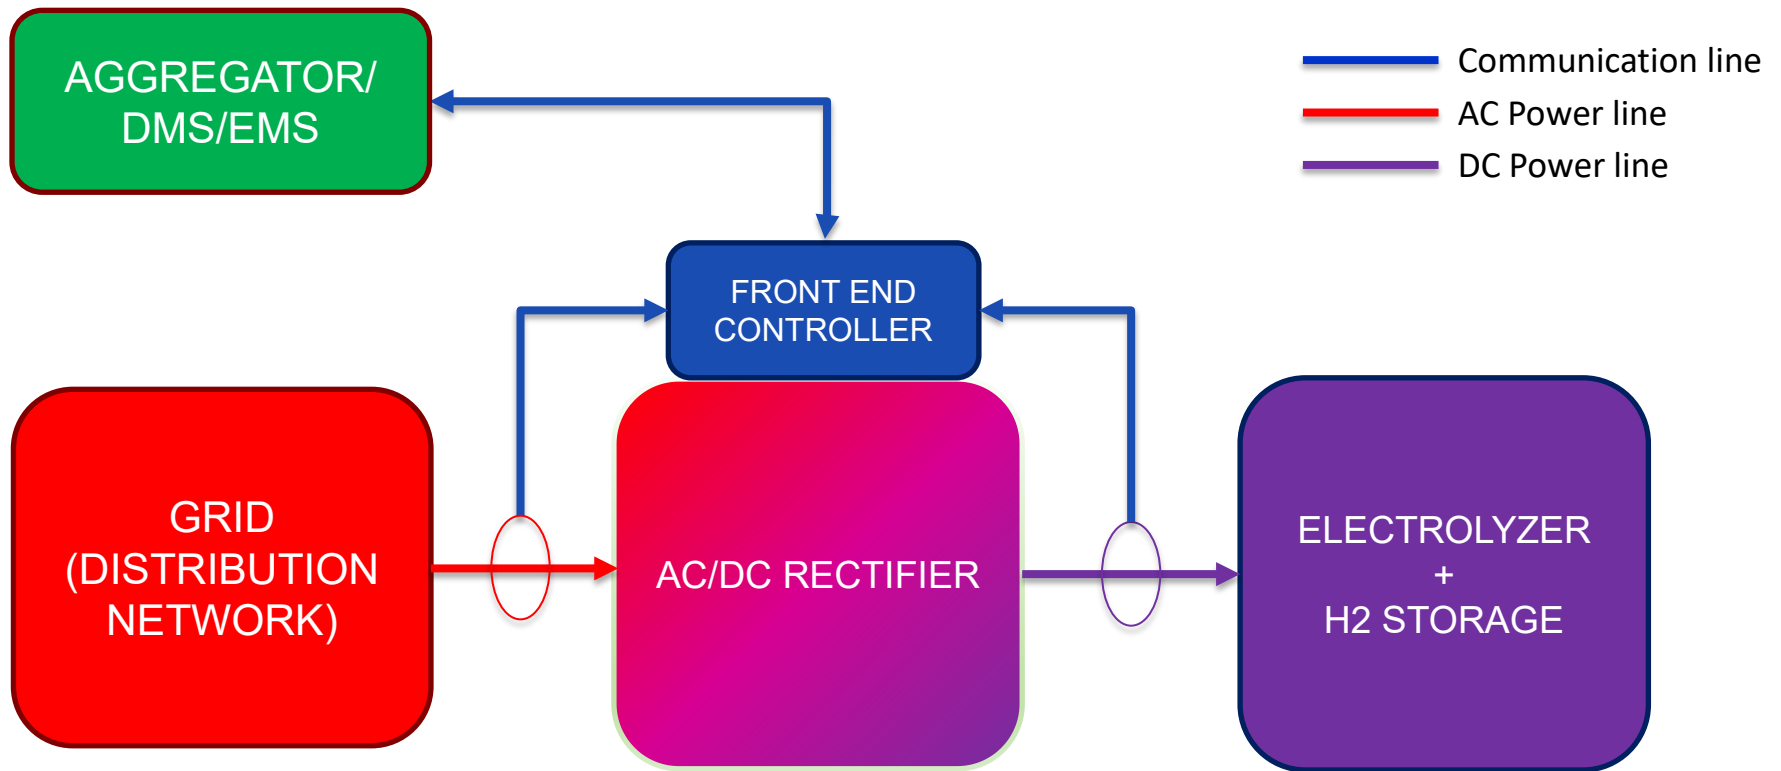 AGGREGATOR/
DMS/EMS
Communication line
AC Power line
DC Power line
FRONT END
CONTROLLER
GRID
(DISTRIBUTION
NETWORK)
AC/DC RECTIFIER
ELECTROLYZER
+
H2 STORAGE